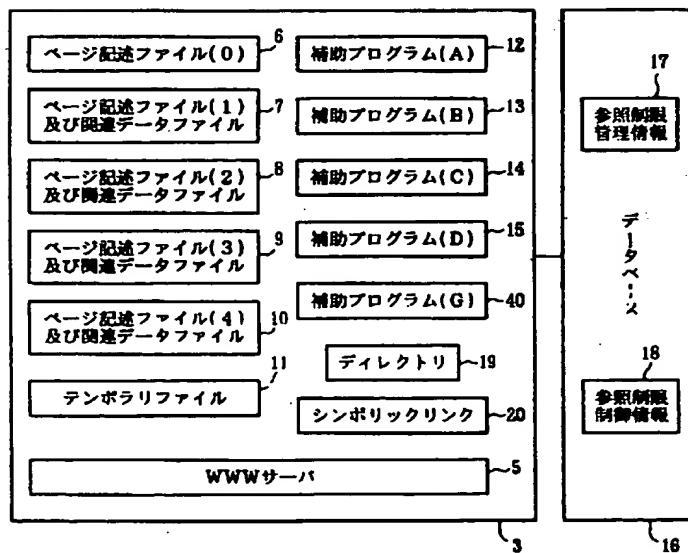 ページ記述ファイル(0)
6
ページ記述ファイル(1)
及び関連データファイル
7
ページ記述ファイル(2)
及び関連データファイル
8
ページ記述ファイル(3)
及び関連データファイル
9
ページ記述ファイル(4)
及び関連データファイル
10
テンポラリファイル
11
補助プログラム(A)
12
補助プログラム(B)
13
補助プログラム(C)
14
補助プログラム(D)
15
補助プログラム(G)
40
ディレクトリ
19
シンボリックリンク
20
WWWサーバ
5
3
17
参照制限
管理情報
データベース
18
参照制限
制御情報
16